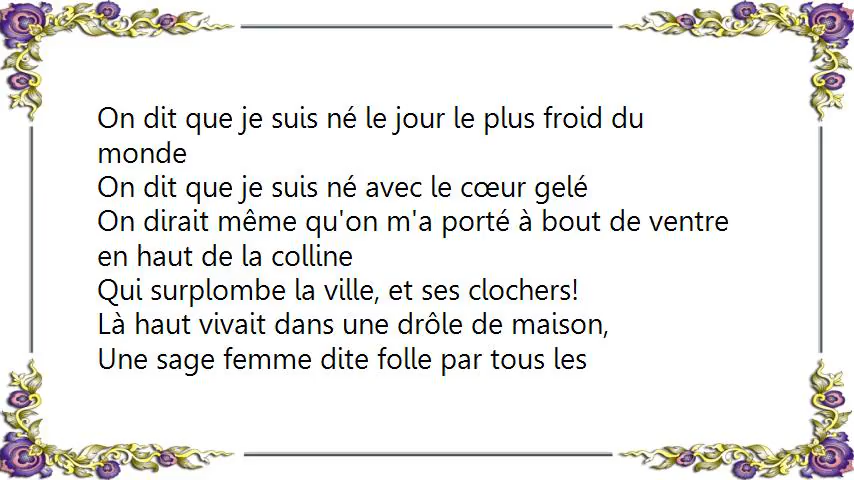 On dit que je suis né le jour le plus froid du
monde
On dit que je suis né avec le cœur gelé
On dirait même qu'on m'a porté à bout de ventre
en haut de la colline
Qui surplombe la ville, et ses clochers!
Là haut vivait dans une drôle de maison,
Une sage femme dite folle par tous les